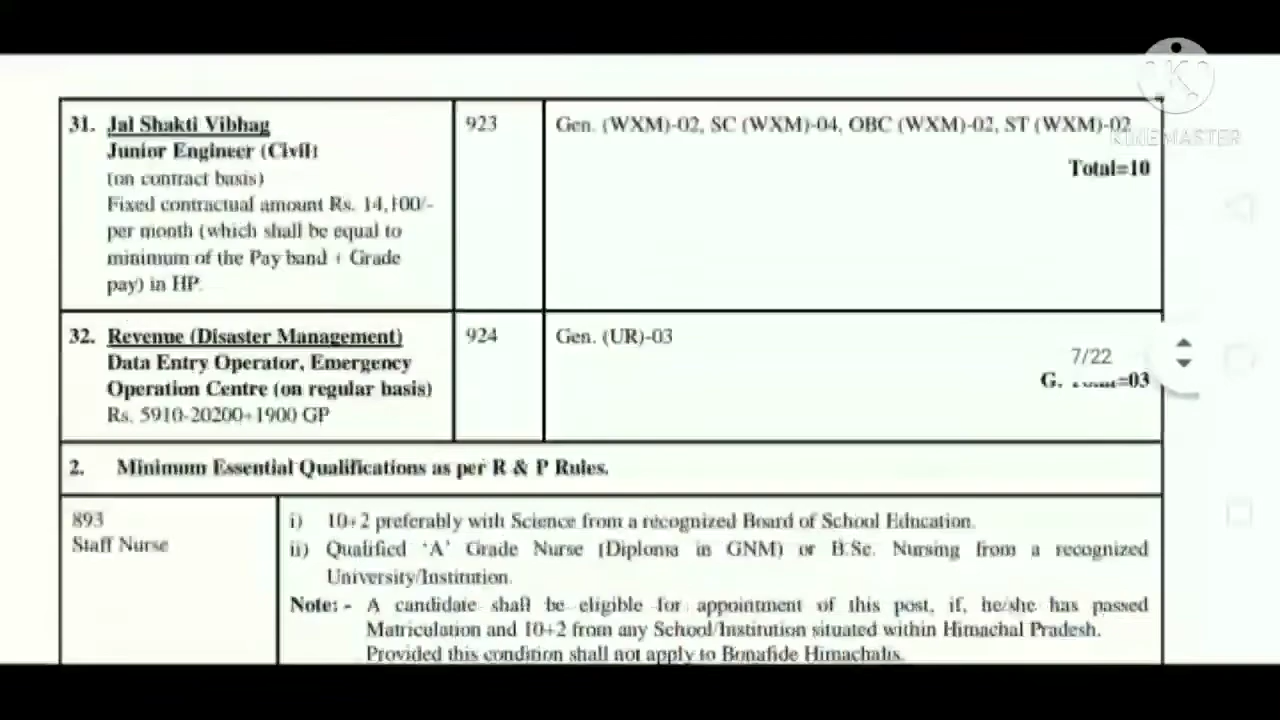 31. Jal Shakti Vibhag
Junior Engineer (Civil)
(on contract basis)
Fixed contractual amount Rs. 14,100/-
per month (which shall be equal to
minimum of the Pay band + Grade
pay) in HP.
923
Gen. (WXM)-02, SC (WXM)-04, OBC (WXM)-02, ST (WXM)-02
Total=10
32. Revenue (Disaster Management)
Data Entry Operator, Emergency
Operation Centre (on regular basis)
Rs. 5910-20200+1900 GP
924
Gen. (UR)-03
7/22
G. =03
2. Minimum Essential Qualifications as per R & P Rules.
893
Staff Nurse
i) 10+2 preferably with Science from a recognized Board of School Education.
ii) Qualified 'A' Grade Nurse (Diploma in GNM) or B.Sc. Nursing from a recognized
University/Institution.
Note: - A candidate shall be eligible for appointment of this post, if, he/she has passed
Matriculation and 10+2 from any School/Institution situated within Himachal Pradesh.
Provided this condition shall not apply to Bonafide Himachalis.
K
KINEMASTER